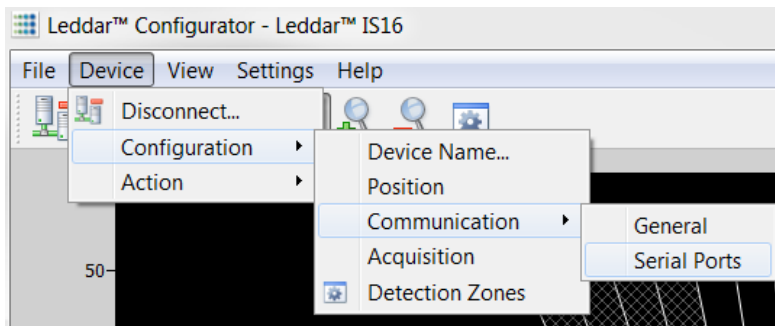 Leddar™ Configurator - Leddar™ IS16
File Device View Settings Help
Disconnect...
Configuration
Device Name...
Action
Position
Communication
General
Acquisition
Serial Ports
50
Detection Zones